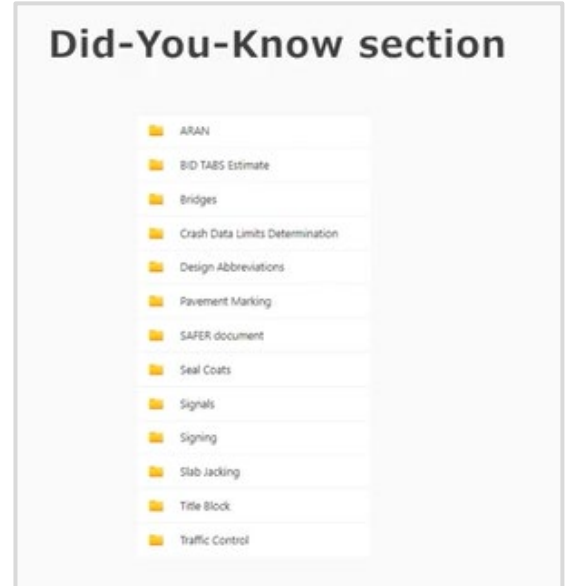 Did-You-Know section
ARAN
BID TABS Estimate
Bridges
Crash Data Limits Determination
Design Abbreviations
Pavement Marking
SAFER document
Seal Coats
Signals
Signing
Slab Jacking
Title Block
Traffic Control